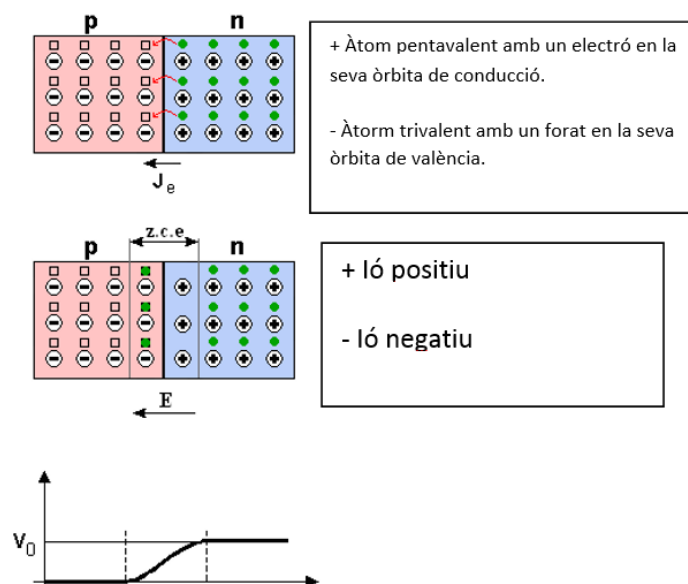 p n
+ Àtom pentavalent amb un electró en la
seva òrbita de conducció.
- Àtorm trivalent amb un forat en la seva
òrbita de valència.
J e
z.c.e
p n
+ Ió positiu
- Ió negatiu
E
V0